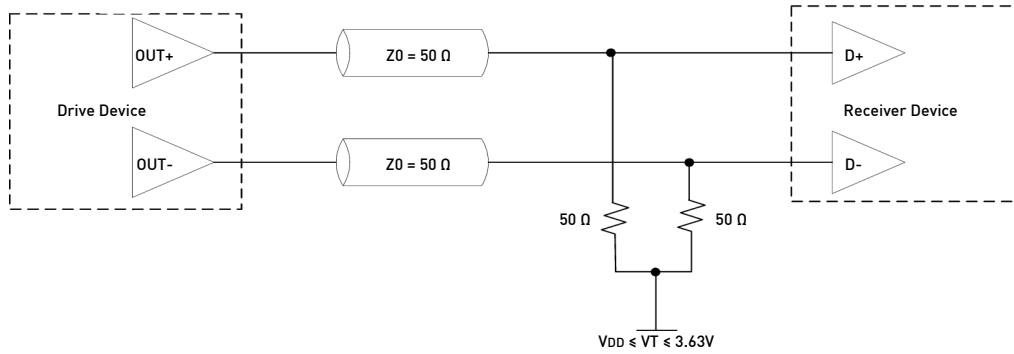 OUT+
Z0 = 50 Ω
D+
Drive Device
Receiver Device
OUT-
Z0 = 50 Ω
D-
50 Ω
50 Ω
VDD ≤ VT ≤ 3.63V